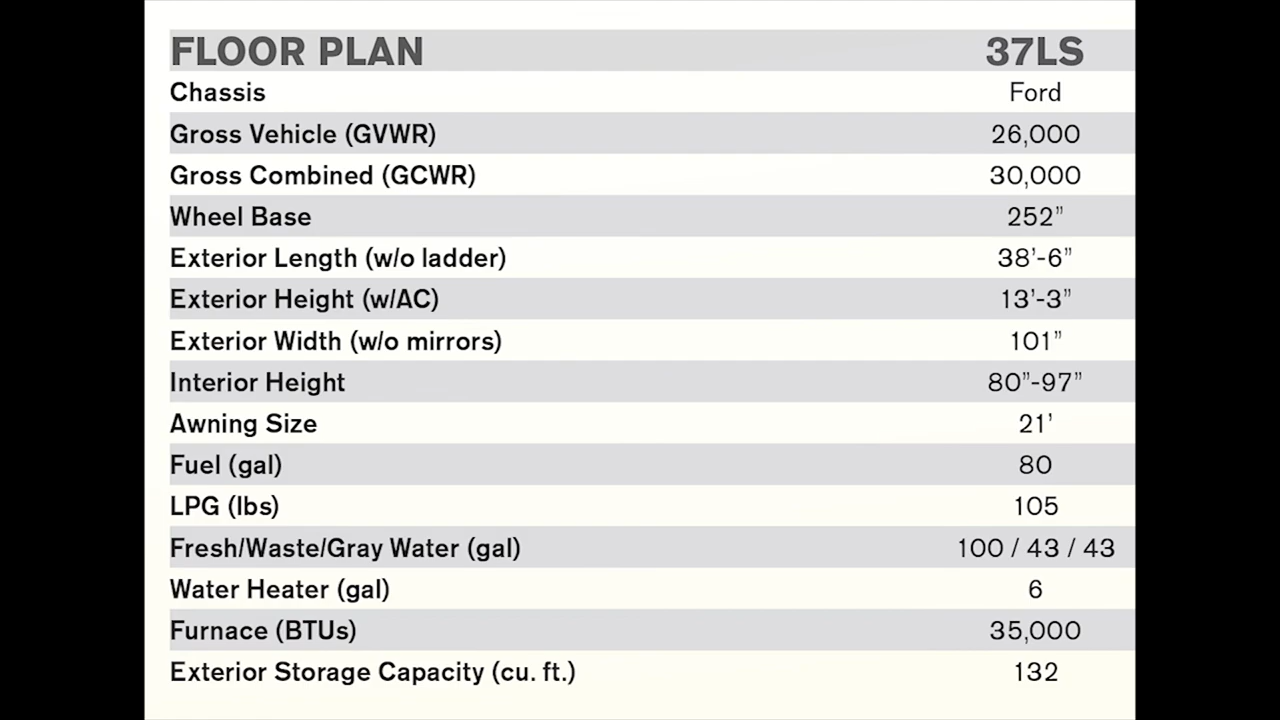 FLOOR PLAN 37LS
Chassis Ford
Gross Vehicle (GVWR) 26,000
Gross Combined (GCWR) 30,000
Wheel Base 252”
Exterior Length (w/o ladder) 38’-6”
Exterior Height (w/AC) 13’-3”
Exterior Width (w/o mirrors) 101”
Interior Height 80”-97”
Awning Size 21’
Fuel (gal) 80
LPG (lbs) 105
Fresh/Waste/Gray Water (gal) 100 / 43 / 43
Water Heater (gal) 6
Furnace (BTUs) 35,000
Exterior Storage Capacity (cu. ft.) 132